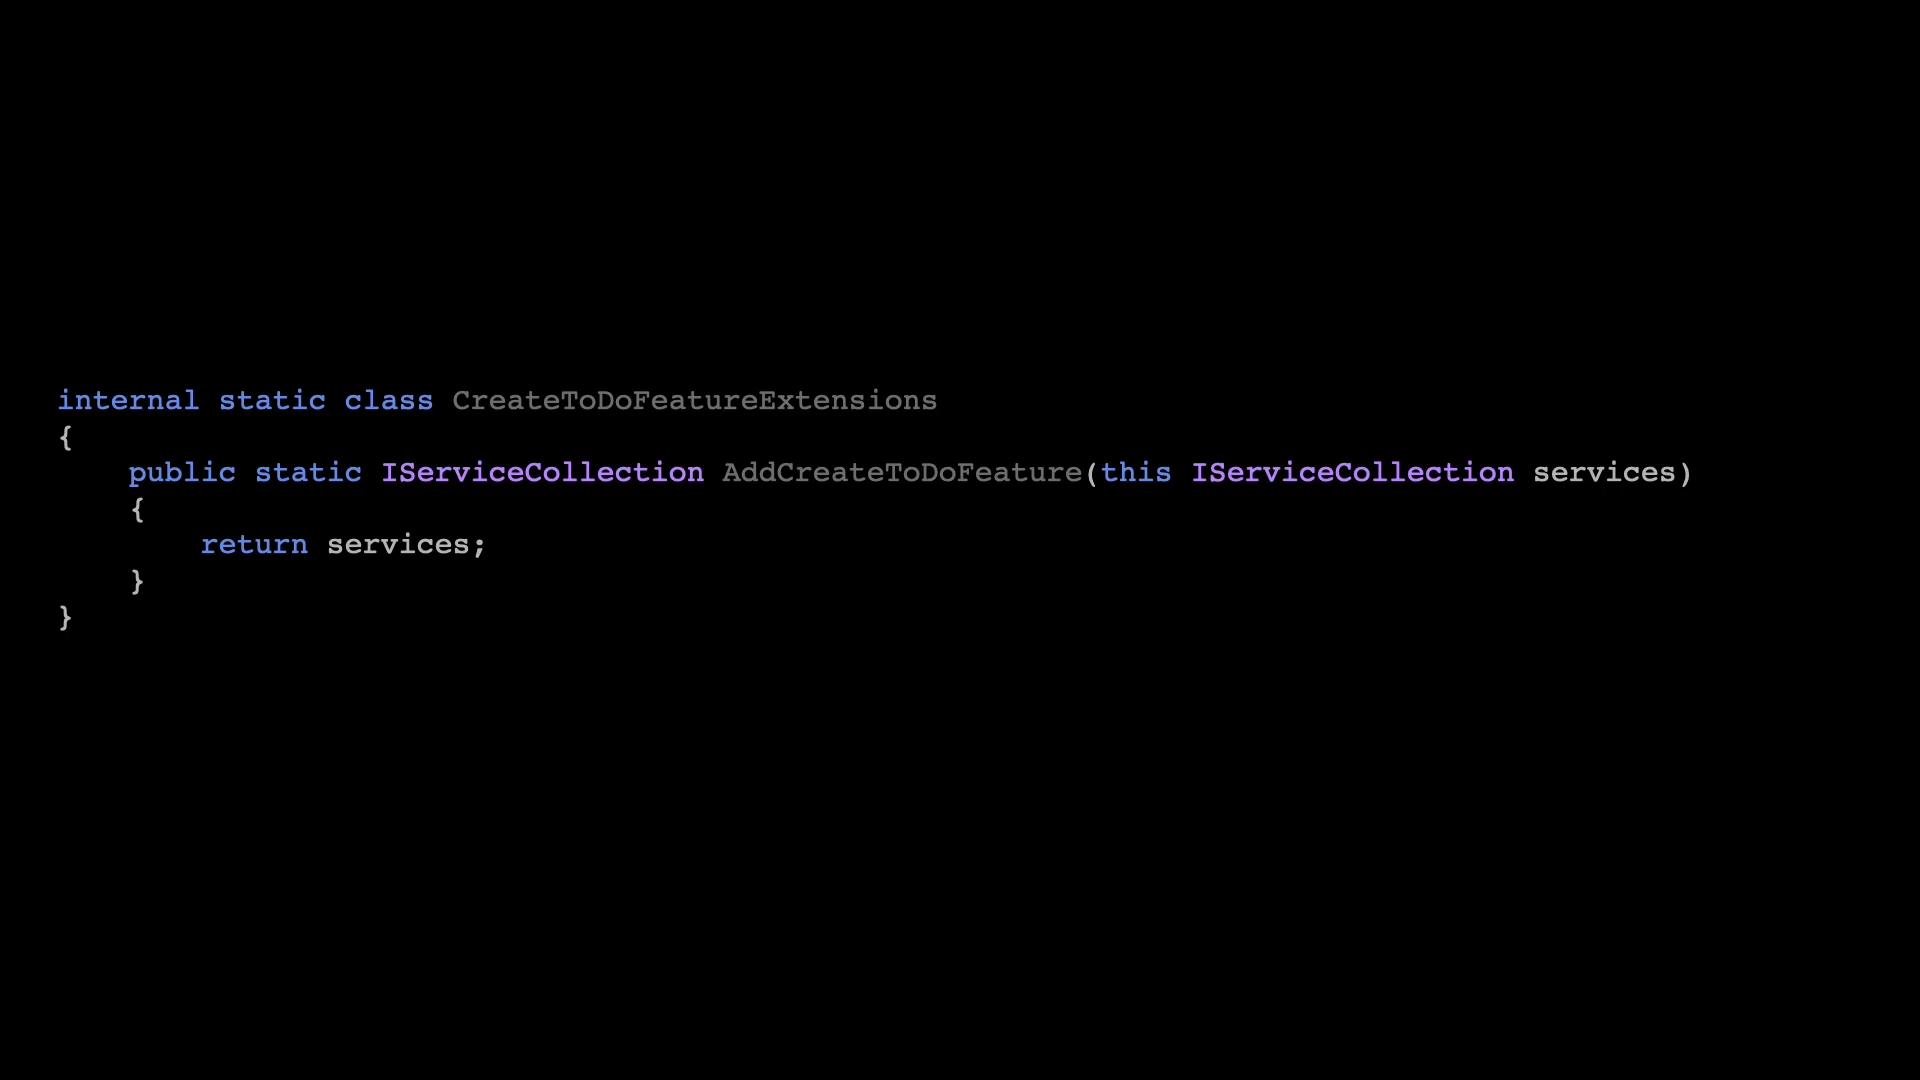 internal static class CreateToDoFeatureExtensions
{
    public static IServiceCollection AddCreateToDoFeature(this IServiceCollection services)
    {
        return services;
    }
}